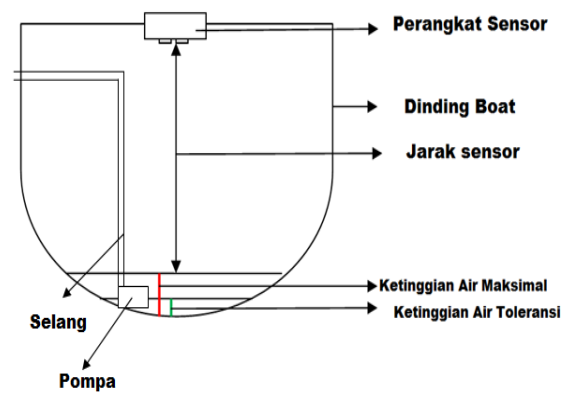 Perangkat Sensor
Dinding Boat
Jarak sensor
Ketinggian Air Maksimal
Ketinggian Air Toleransi
Selang
Pompa